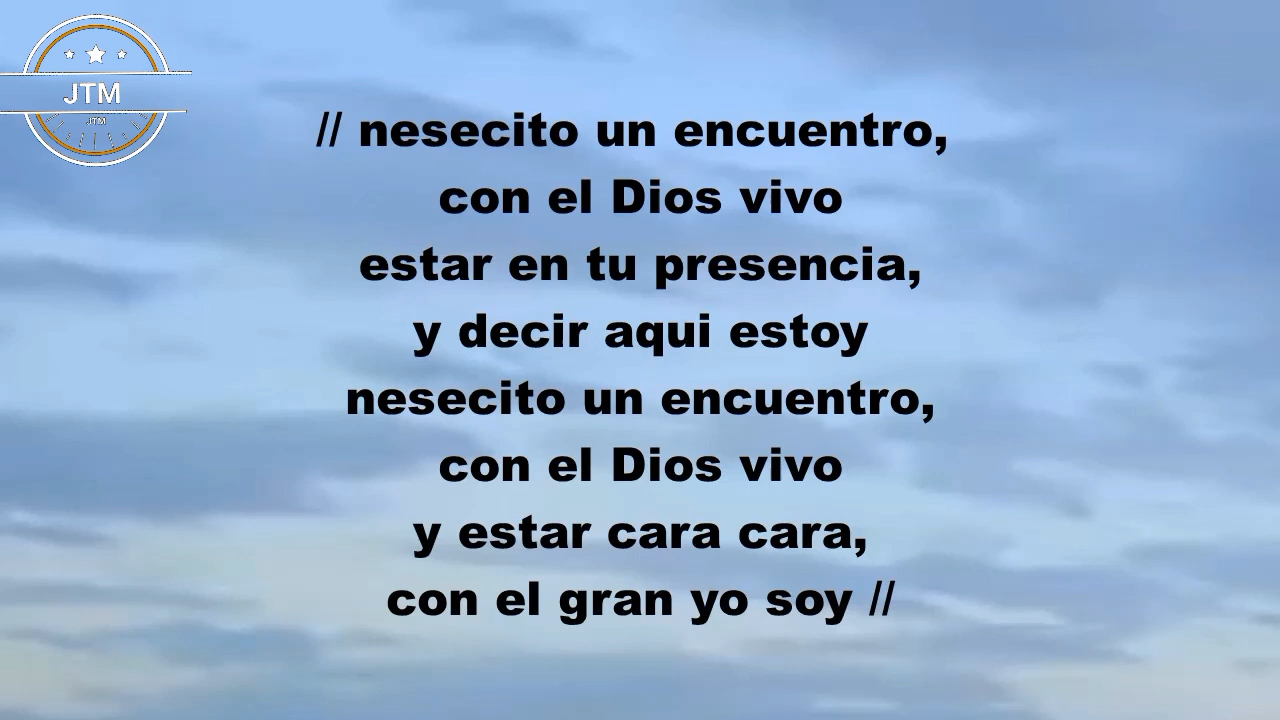 JTM
JTM
// nesecito un encuentro,
con el Dios vivo
estar en tu presencia,
y decir aqui estoy
nesecito un encuentro,
con el Dios vivo
y estar cara cara,
con el gran yo soy //